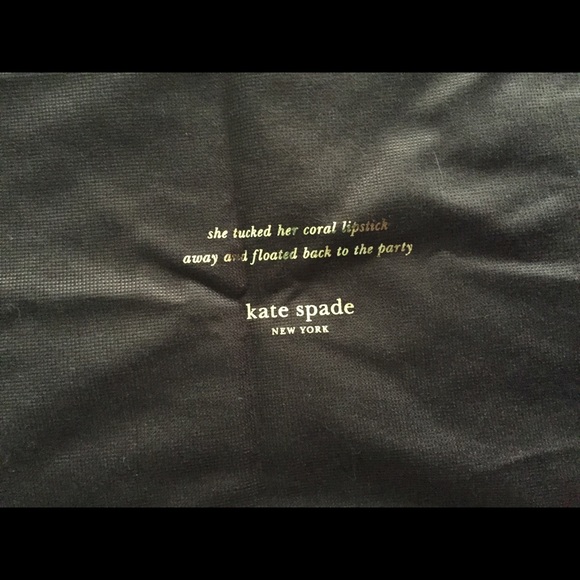 she tucked her coral lipstick
away and floated back to the party
kate spade
NEW YORK